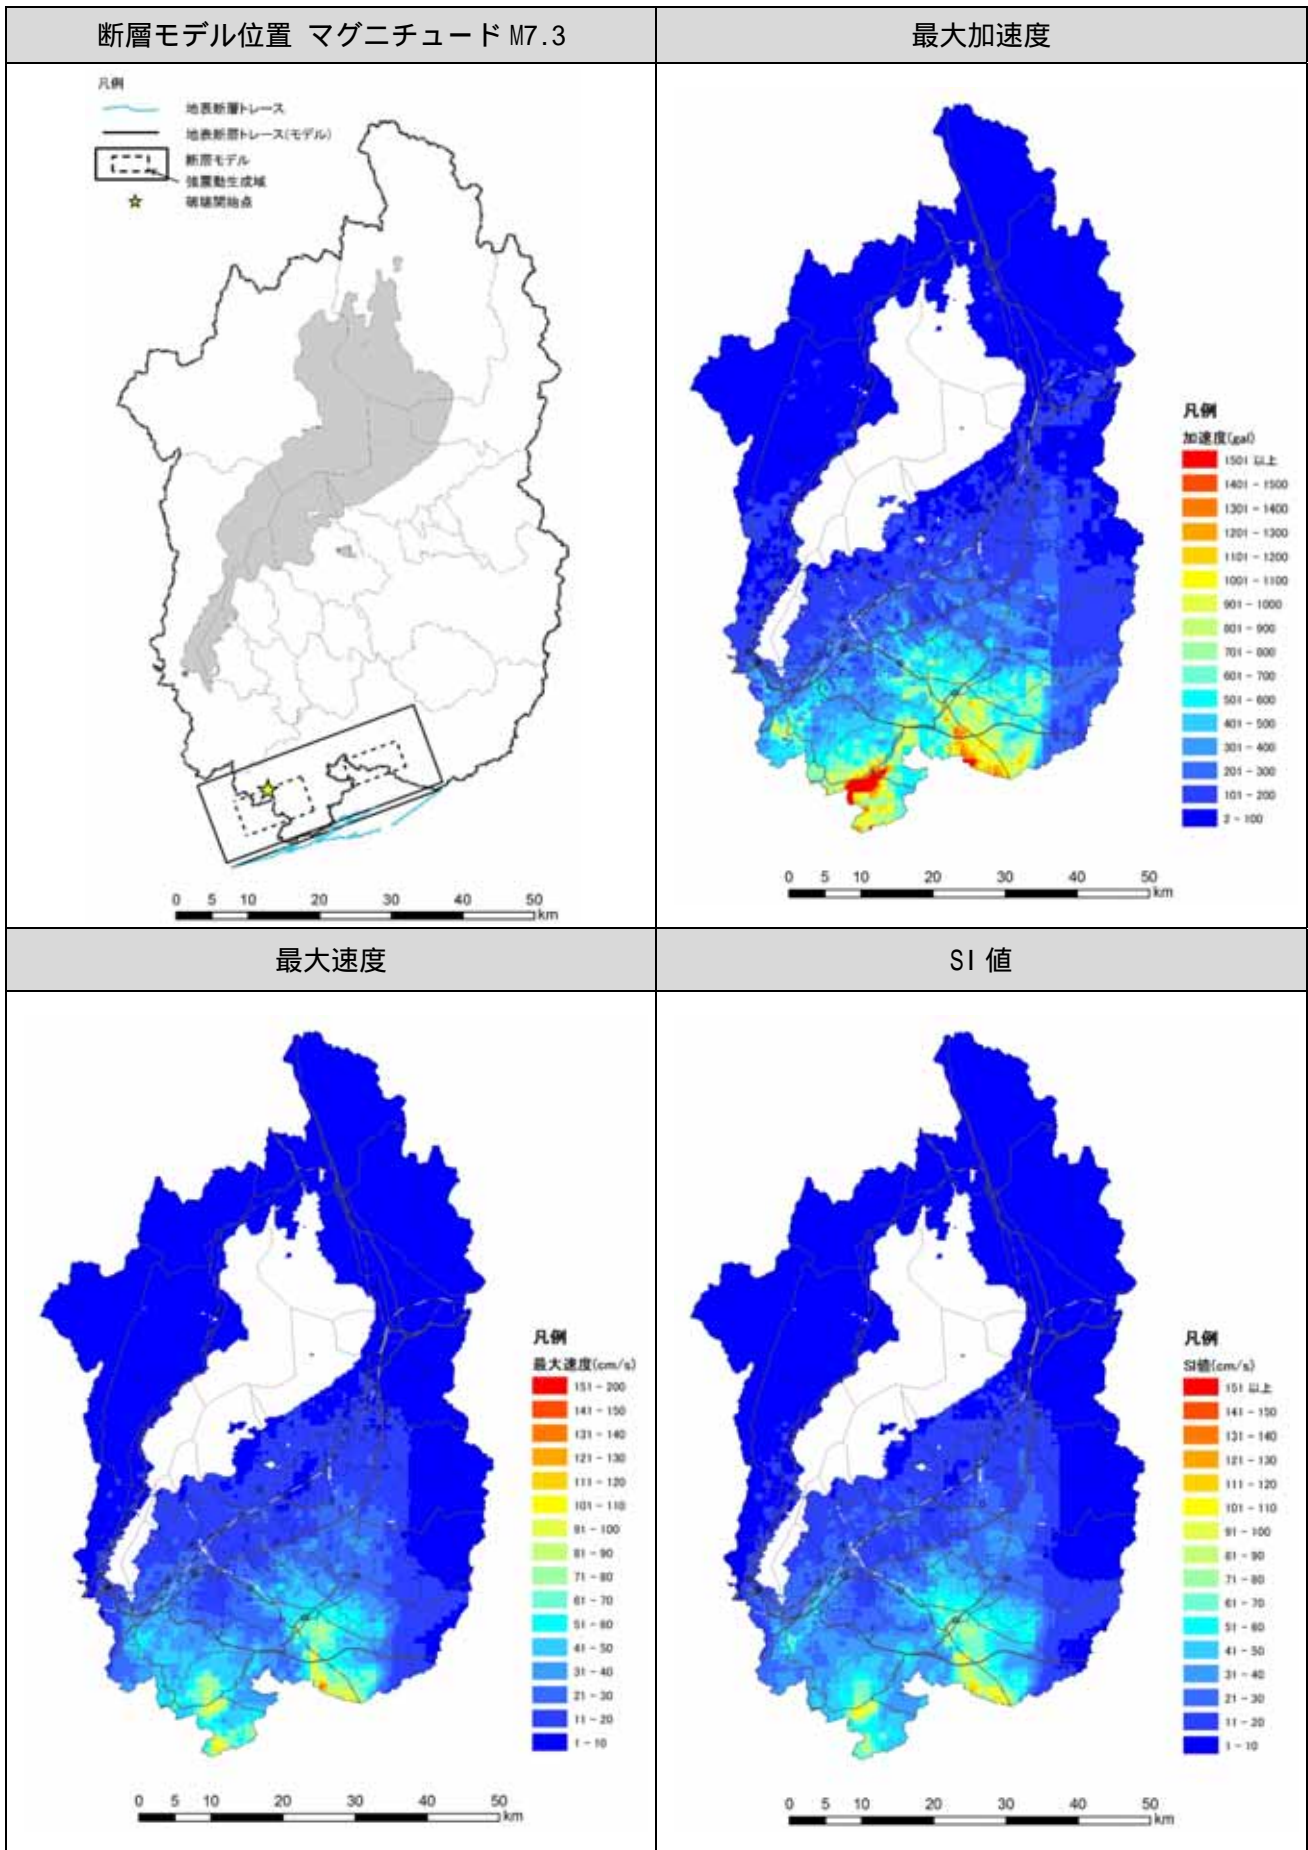 断層モデル位置 マグニチュード M7.3
凡例
地表断層トレース
地表断層トレース(モデル)
断層モデル
強震動生成域
破壊開始点
0 5 10 20 30 40 50
km
最大加速度
凡例
加速度(gal)
1501 以上
1401 - 1500
1301 - 1400
1201 - 1300
1101 - 1200
1001 - 1100
901 - 1000
801 - 900
701 - 800
601 - 700
501 - 600
401 - 500
301 - 400
201 - 300
101 - 200
2 - 100
0 5 10 20 30 40 50
km
最大速度
凡例
最大速度(cm/s)
151 - 200
141 - 150
131 - 140
121 - 130
111 - 120
101 - 110
91 - 100
81 - 90
71 - 80
61 - 70
51 - 60
41 - 50
31 - 40
21 - 30
11 - 20
1 - 10
0 5 10 20 30 40 50
km
SI 値
凡例
SI値(cm/s)
151 以上
141 - 150
131 - 140
121 - 130
111 - 120
101 - 110
91 - 100
81 - 90
71 - 80
61 - 70
51 - 60
41 - 50
31 - 40
21 - 30
11 - 20
1 - 10
0 5 10 20 30 40 50
km